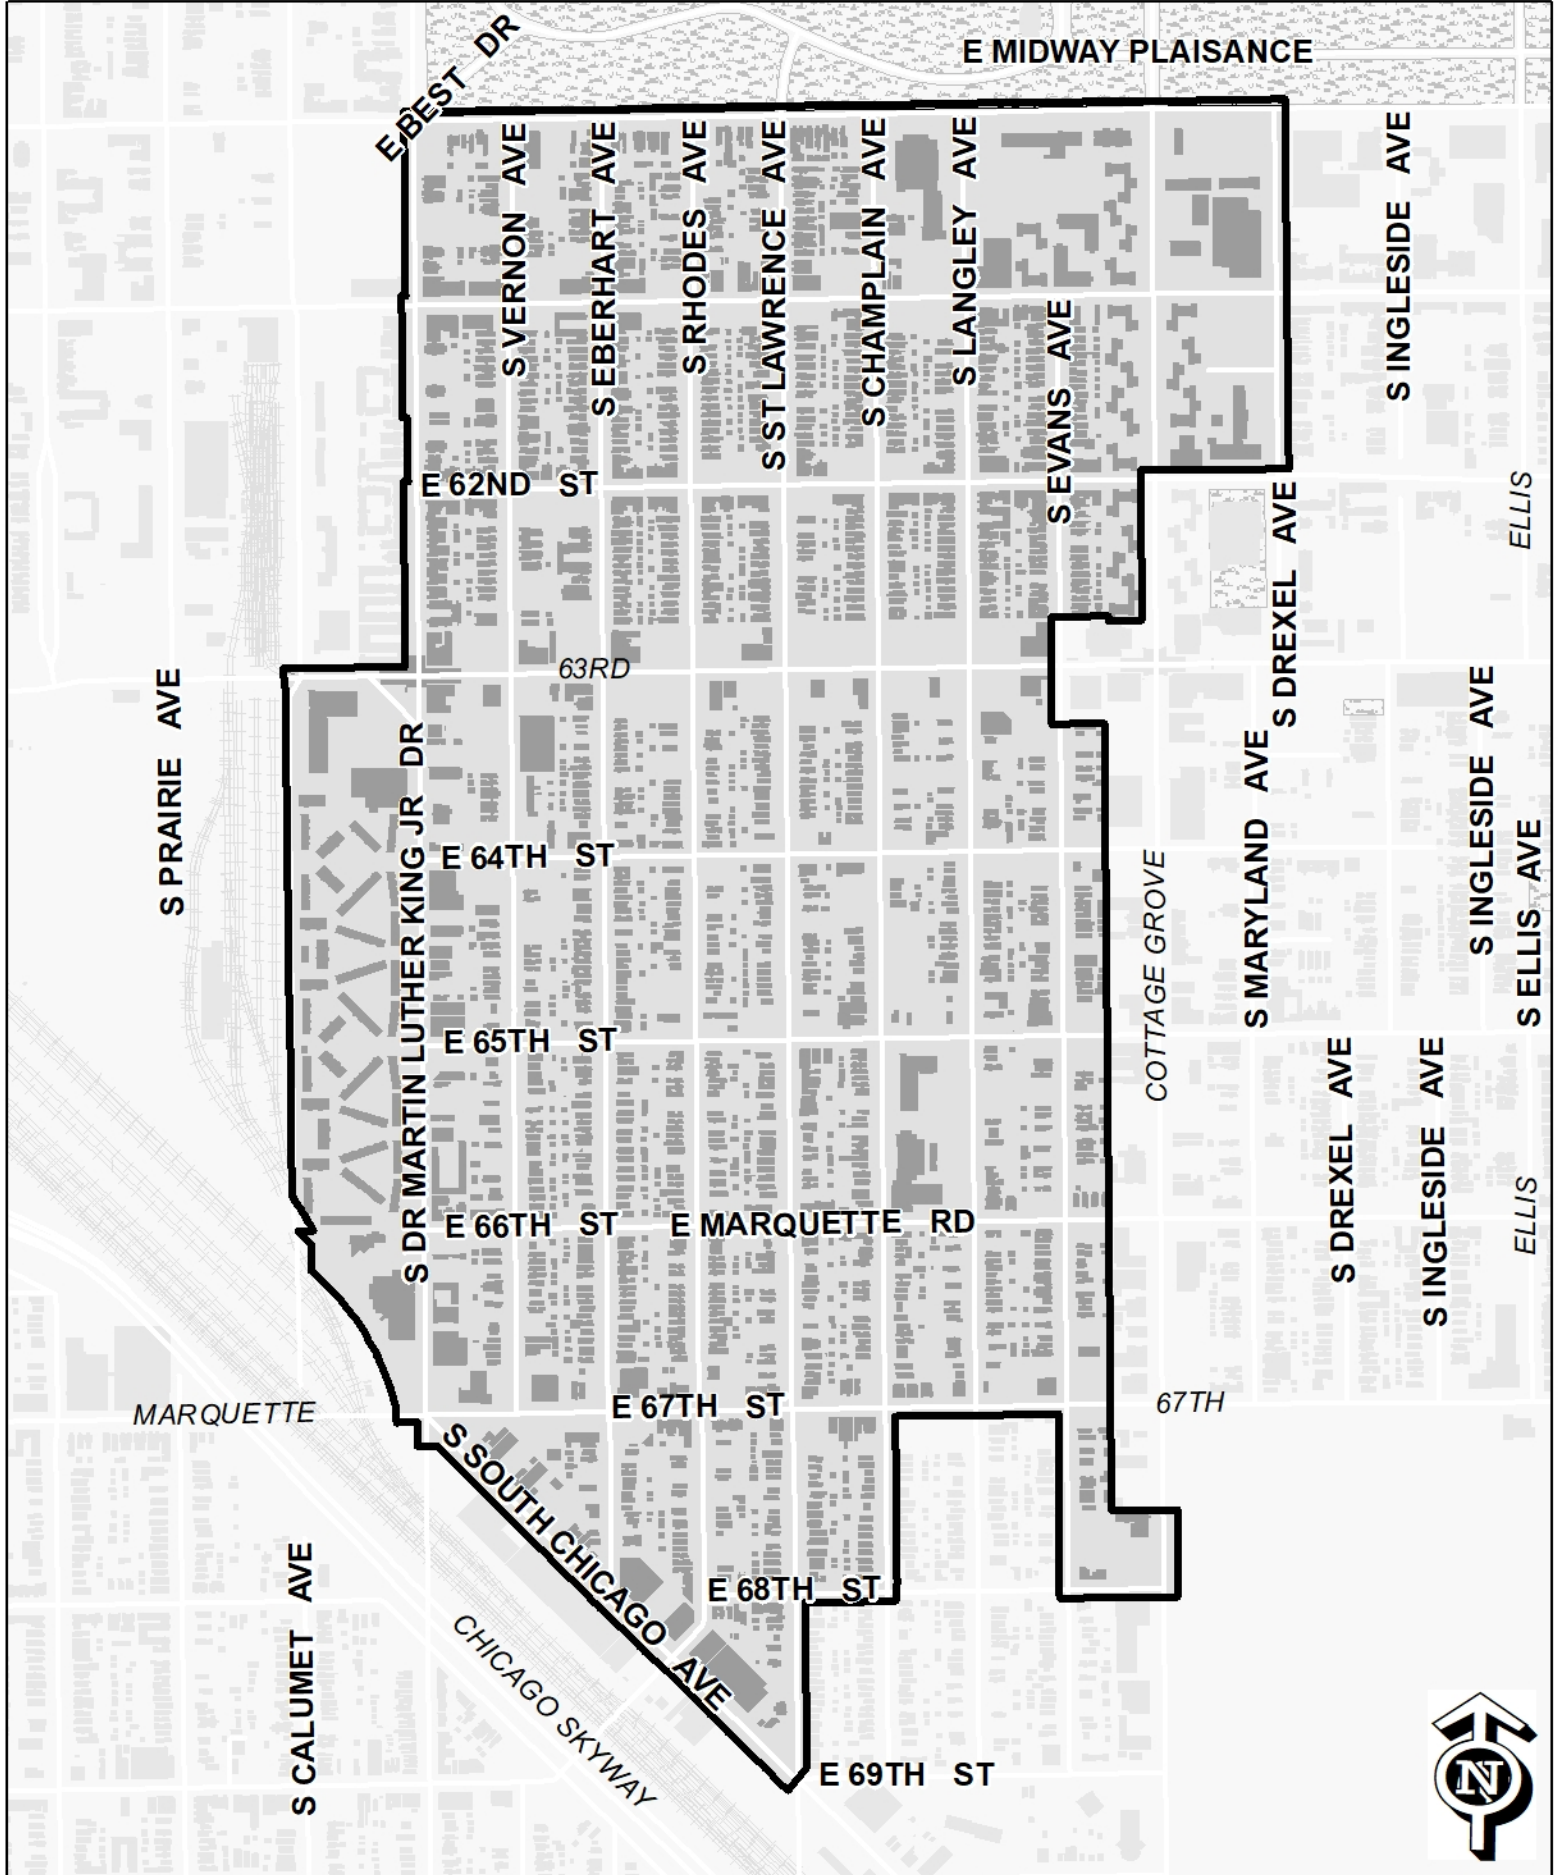 E MIDWAY PLAISANCE
E BEST DR
S VERNON AVE
S EBERHART AVE
S RHODES AVE
S ST LAWRENCE AVE
S CHAMPLAIN AVE
S LANGLEY AVE
S EVANS AVE
S INGLESIDE AVE
E 62ND ST
ELLIS
S DREXEL AVE
63RD
S PRAIRIE AVE
S DR MARTIN LUTHER KING JR DR
S MARYLAND AVE
S INGLESIDE AVE
S ELLIS AVE
E 64TH ST
COTTAGE GROVE
E 65TH ST
S DREXEL AVE
S INGLESIDE AVE
ELLIS
E 66TH ST
E MARQUETTE RD
MARQUETTE
E 67TH ST
67TH
S SOUTH CHICAGO AVE
S CALUMET AVE
E 68TH ST
CHICAGO SKYWAY
E 69TH ST
N